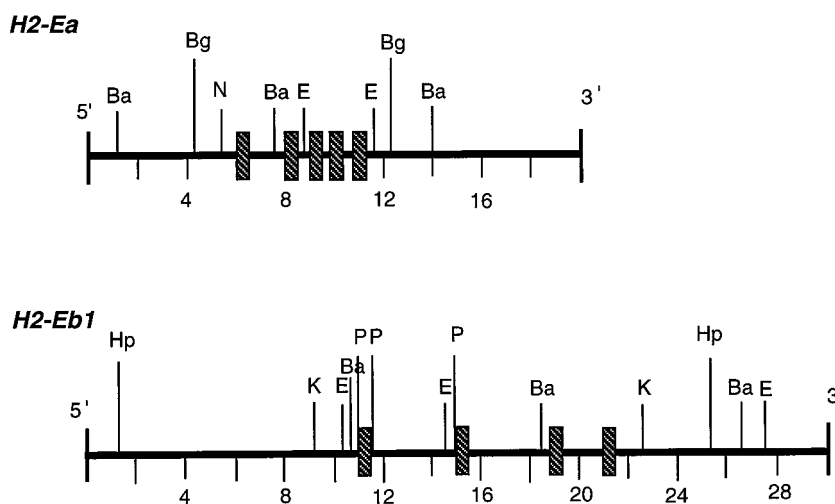 H2-Ea
Bg Bg
5' Ba N Ba E E Ba 3'
4 8 12 16
H2-Eb1
Hp P P P Hp
Ba
5' K E E Ba K Ba E 3
4 8 12 16 20 24 28